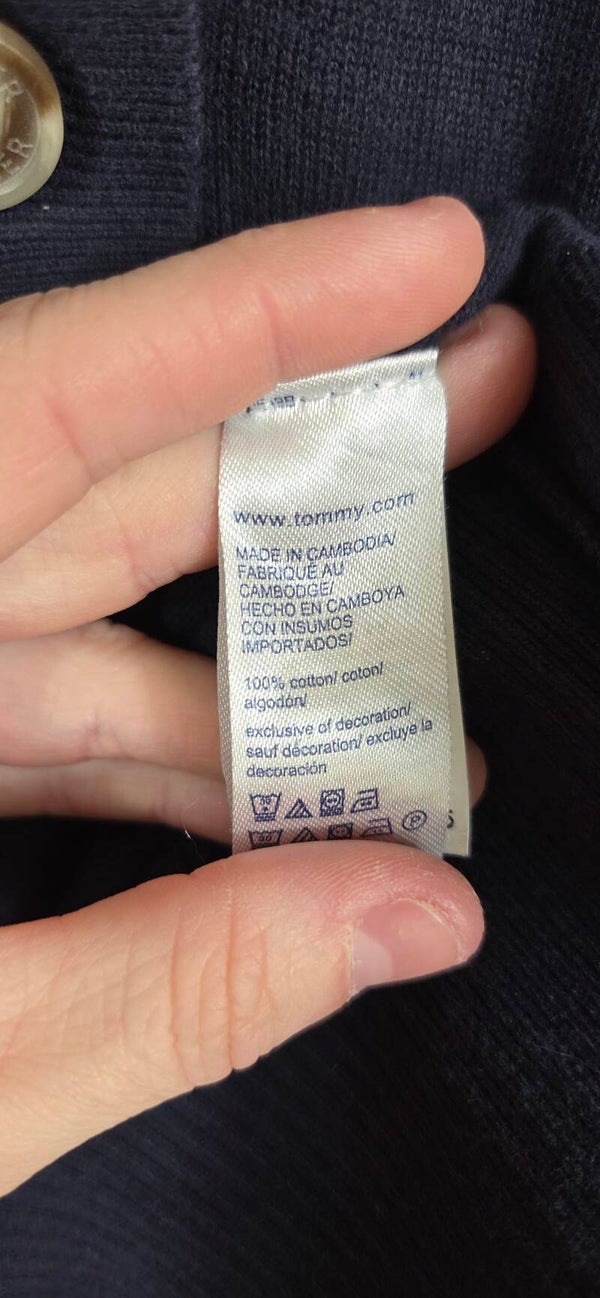 www.tommy.com
MADE IN CAMBODIA/
FABRIQUÉ AU
CAMBODGE/
HECHO EN CAMBOYA
CON INSUMOS
IMPORTADOS/
100% cotton/ coton/
algodón/
exclusive of decoration/
sauf décoration/ excluye la
decoración
P